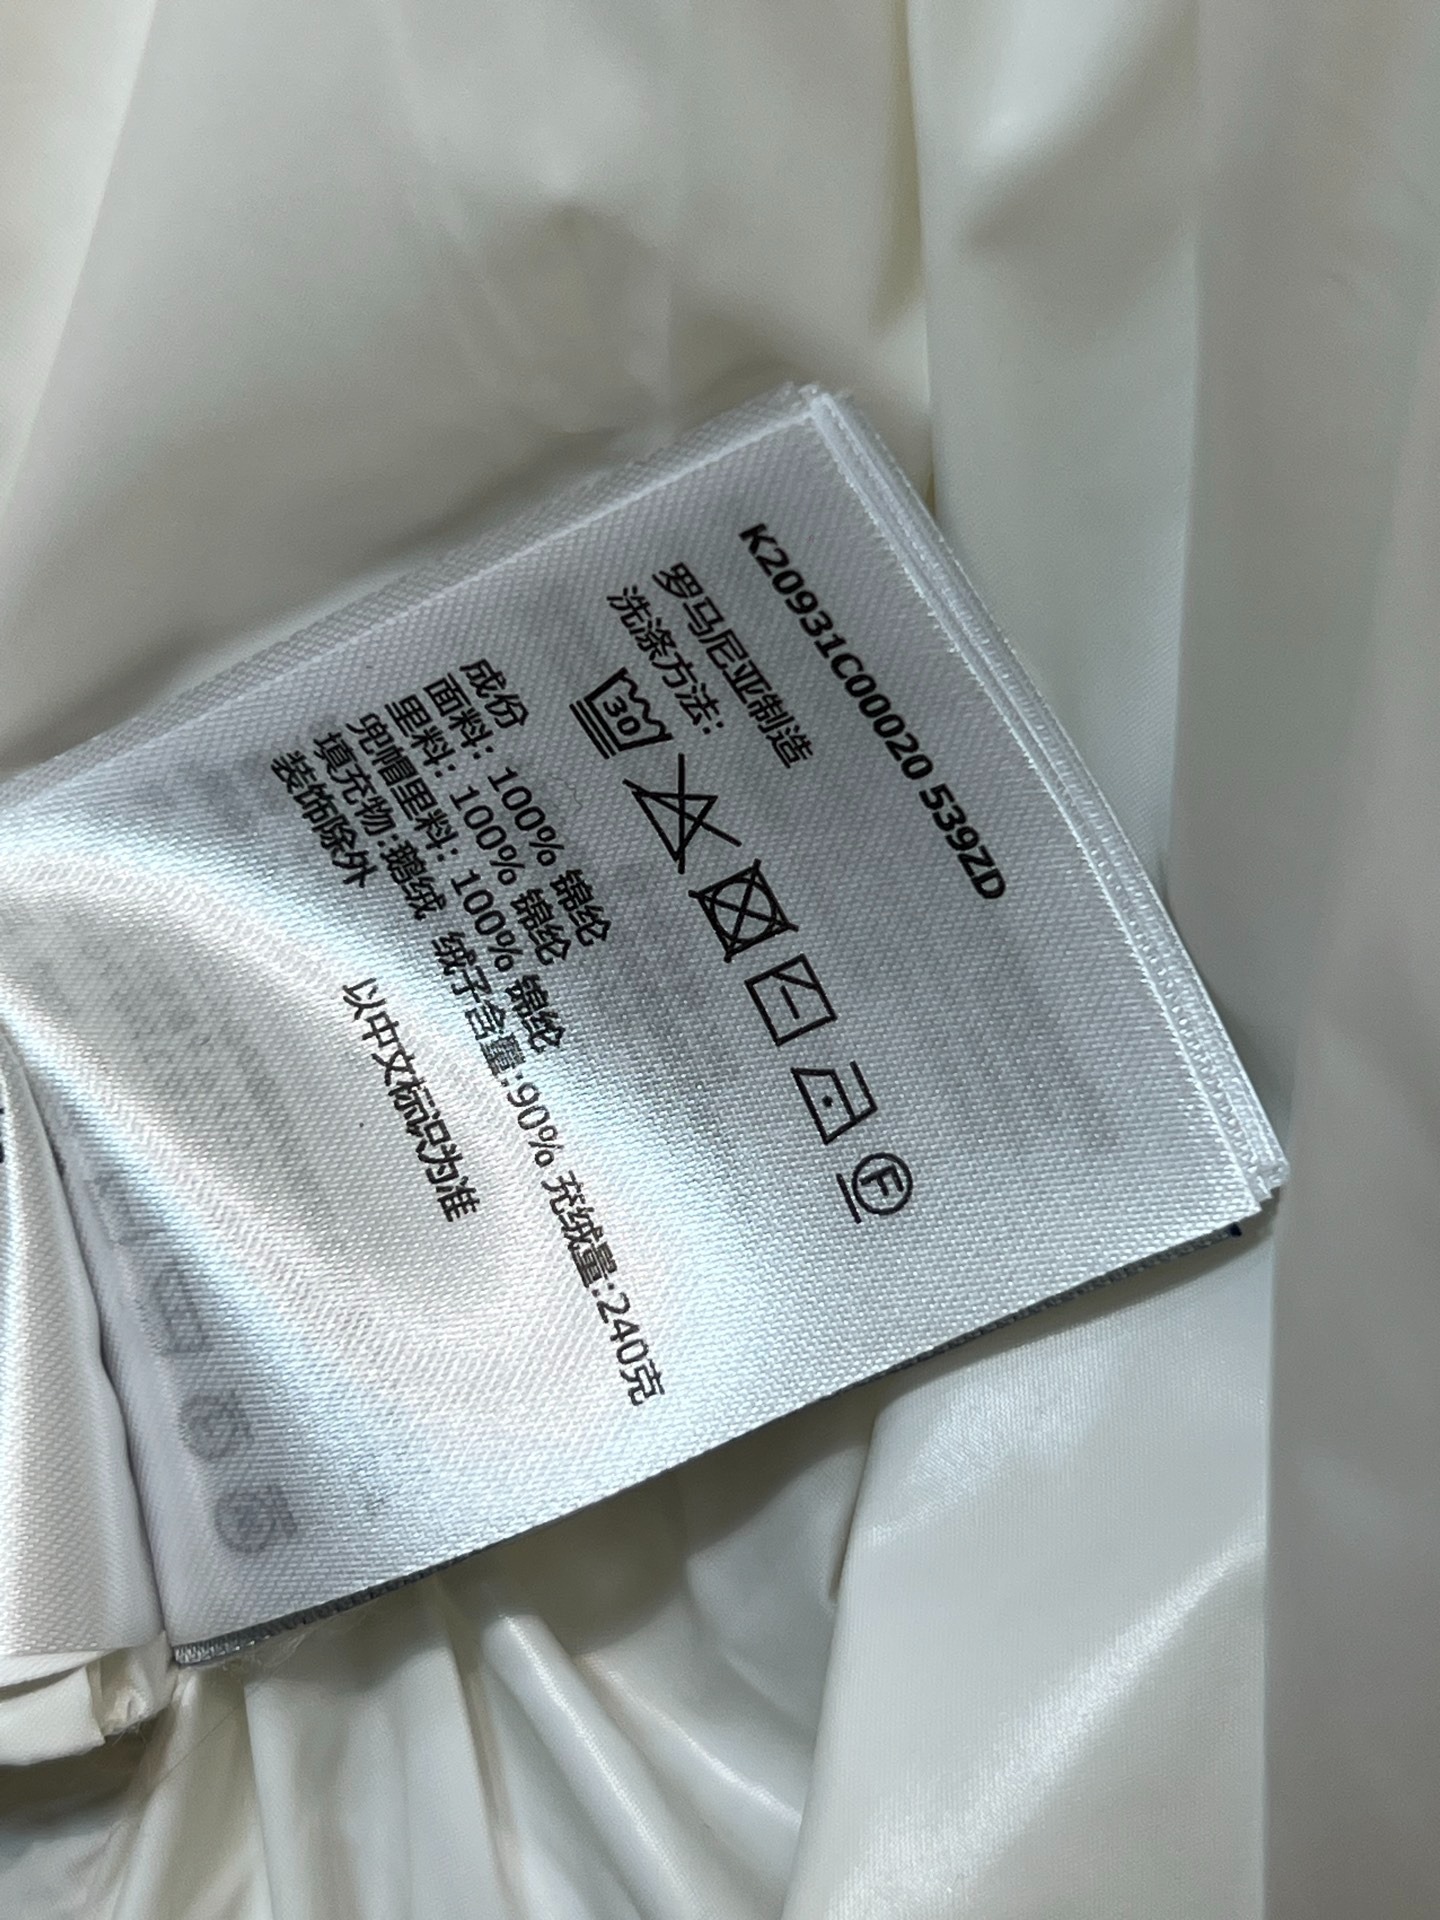 K20931C00020 539ZD
罗马尼亚制造
洗涤方法：
30
F
成份
面料：100% 锦纶
里料：100% 锦纶
兜帽里料：100% 锦纶
填充物:鹅绒 绒子含量:90% 充绒量:240克
装饰除外
以中文标识为准